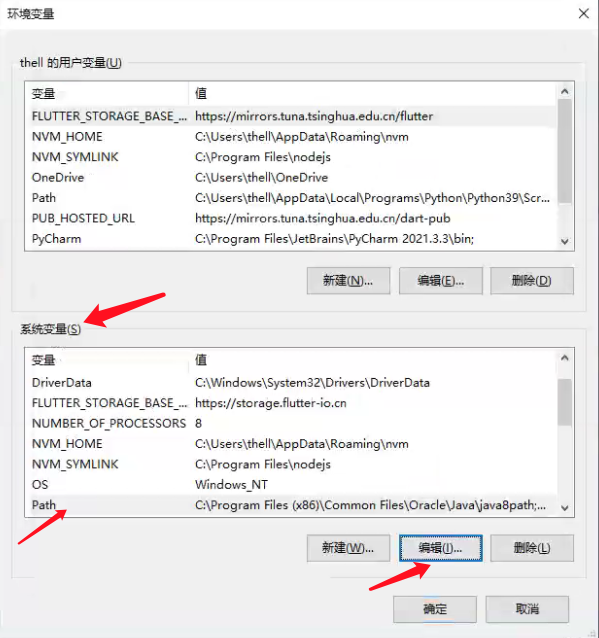 环境变量
thell 的用户变量(U)
变量 值
FLUTTER_STORAGE_BASE_... https://mirrors.tuna.tsinghua.edu.cn/flutter
NVM_HOME C:\Users\thell\AppData\Roaming\nvm
NVM_SYMLINK C:\Program Files\nodejs
OneDrive C:\Users\thell\OneDrive
Path C:\Users\thell\AppData\Local\Programs\Python\Python39\Scr...
PUB_HOSTED_URL https://mirrors.tuna.tsinghua.edu.cn/dart-pub
PyCharm C:\Program Files\JetBrains\PyCharm 2021.3.3\bin;
新建(N)... 编辑(E)... 删除(D)
系统变量(S)
变量 值
DriverData C:\Windows\System32\Drivers\DriverData
FLUTTER_STORAGE_BASE_... https://storage.flutter-io.cn
NUMBER_OF_PROCESSORS 8
NVM_HOME C:\Users\thell\AppData\Roaming\nvm
NVM_SYMLINK C:\Program Files\nodejs
OS Windows_NT
Path C:\Program Files (x86)\Common Files\Oracle\Java\java8path;...
新建(W)... 编辑(I)... 删除(L)
确定 取消